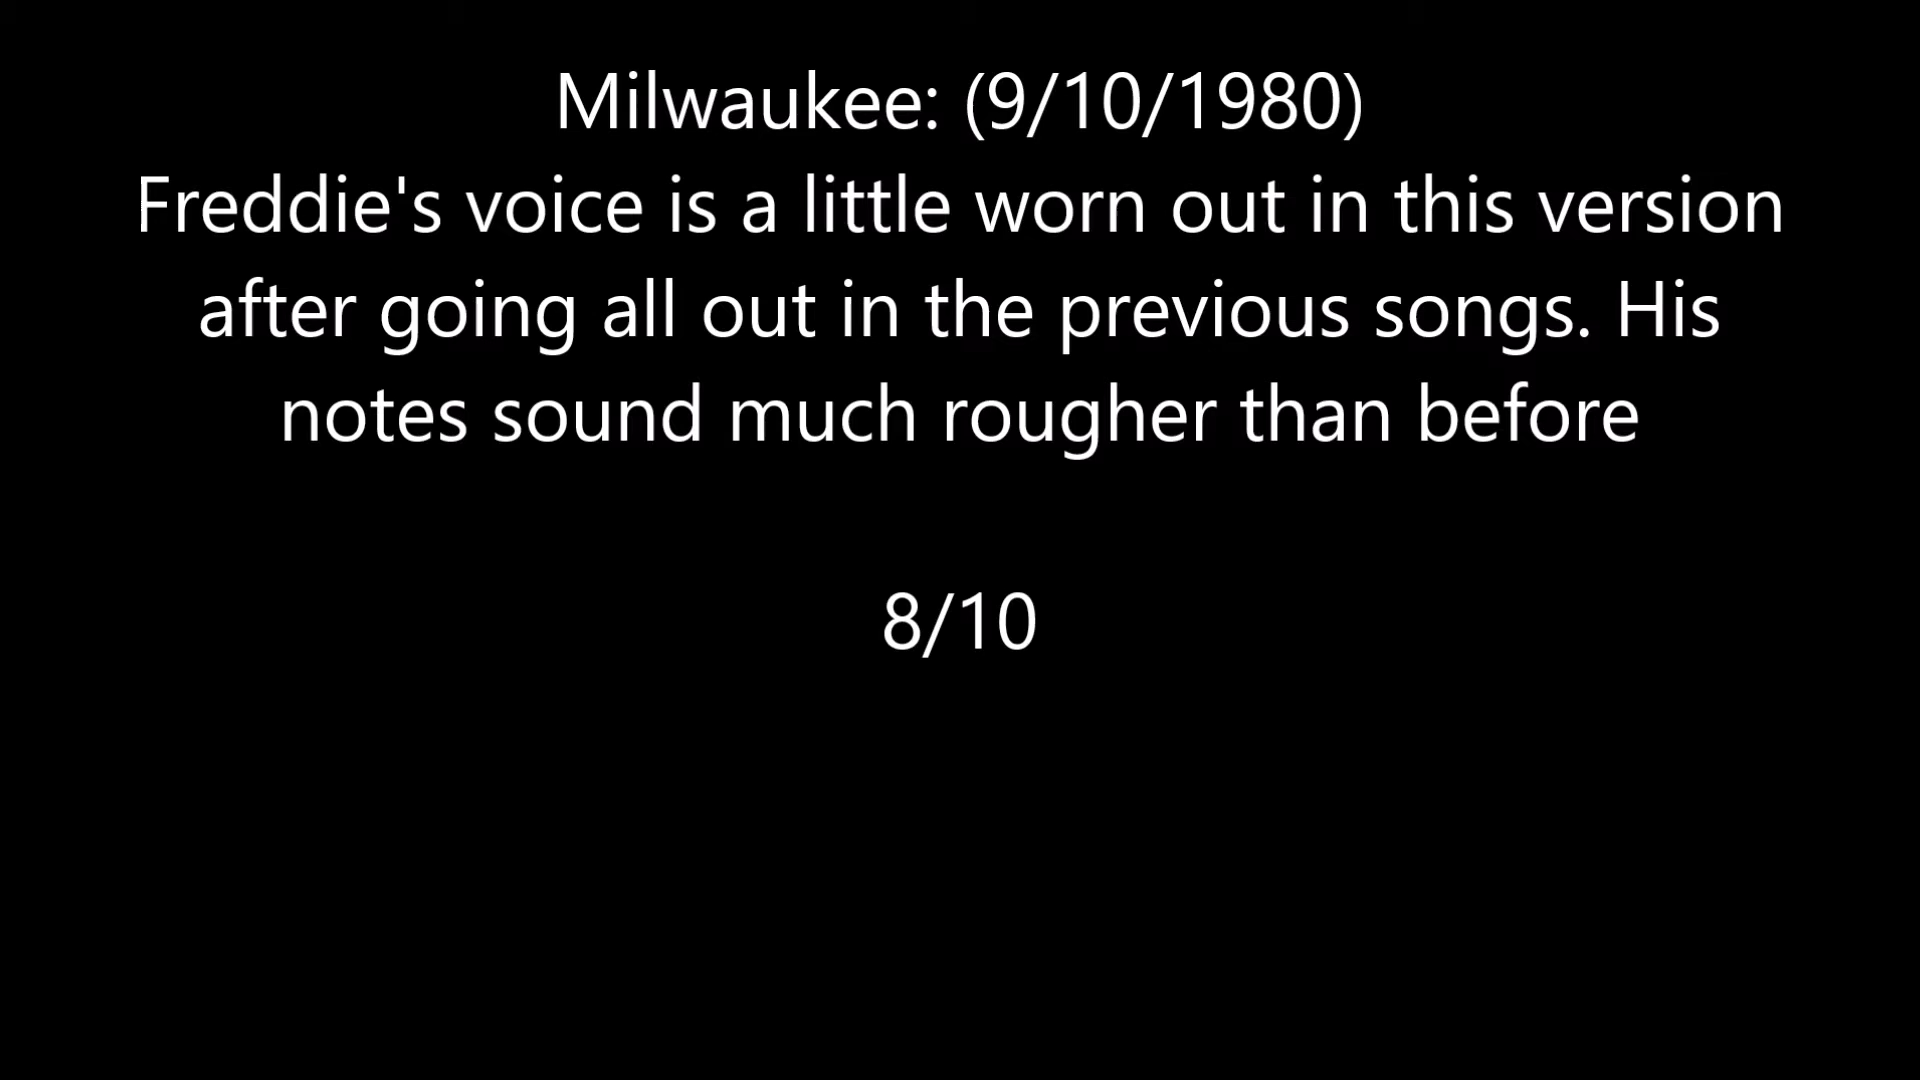 Milwaukee: (9/10/1980)
Freddie's voice is a little worn out in this version
after going all out in the previous songs. His
notes sound much rougher than before
8/10